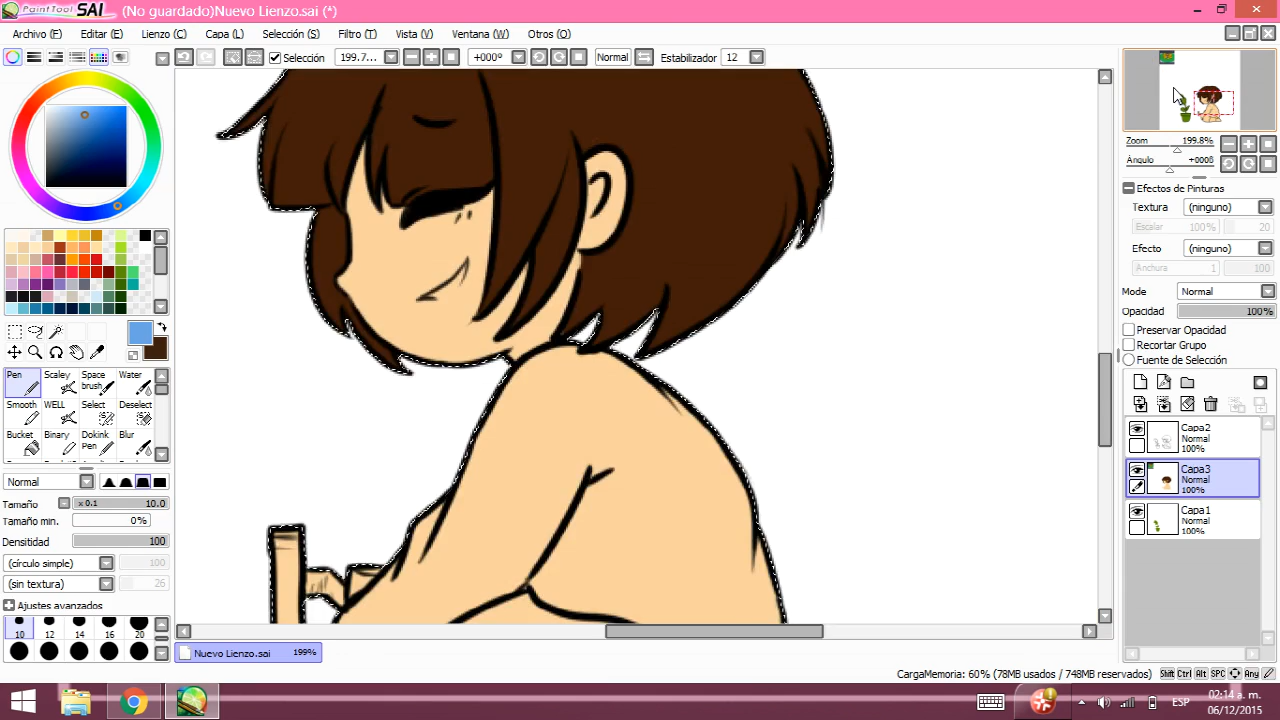 PaintTool SAI (No guardado)Nuevo Lienzo.sai (*)
Archivo (F) Editar (E) Lienzo (C) Capa (L) Selección (S) Filtro (T) Vista (V) Ventana (W) Otros (O)
Selección 199.7... +000º Normal Estabilizador 12
Zoom 199.8%
Ángulo +000ß
Efectos de Pinturas
Textura (ninguno)
Escalar 100% 20
Efecto (ninguno)
Anchura 1 100
Modo Normal
Opacidad 100%
Preservar Opacidad
Recortar Grupo
Fuente de Selección
Pen Scaley Space brush Water
Smooth WELL Select Deselect
Bucket Binary Dokink Pen Blur
Normal
Tamaño x 0.1 10.0
Tamaño min. 0%
Densitidad 100
(círculo simple) 100
(sin textura) 26
Ajustes avanzados
10 12 14 16 20
Capa2
Normal
100%
Capa3
Normal
100%
Capa1
Normal
100%
Nuevo Lienzo.sai 199%
CargaMemoria: 60% (78MB usados / 748MB reservados) Shift Ctrl Alt SPC Any
ESP
02:14 a. m.
06/12/2015